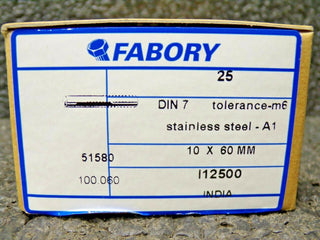 FABORY
25
DIN 7 tolerance-m6
stainless steel - A1
51580 10 X 60 MM
100.060 I12500
INDIA